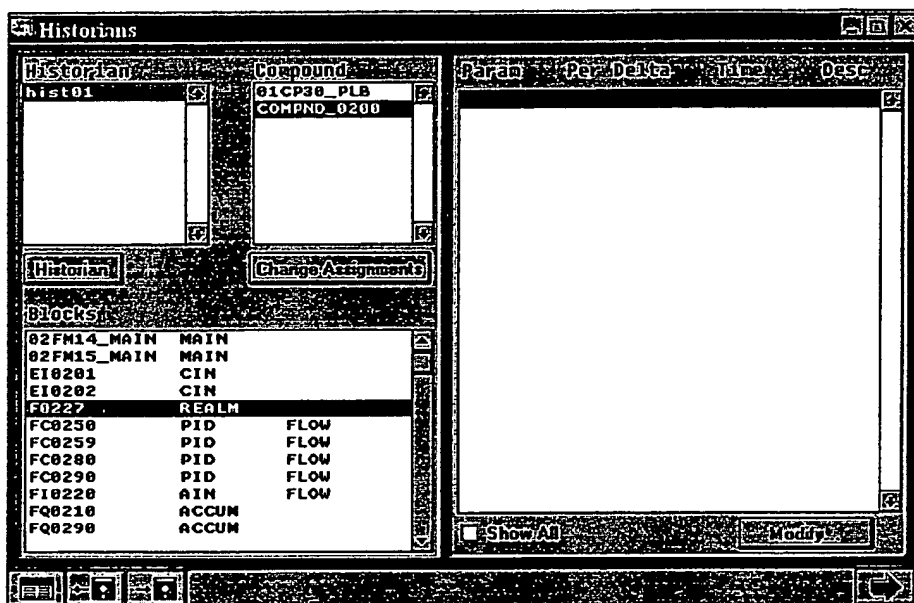 Historians
Historian
hist01
Historian
Compound
01CP30_PLB
COMPND_0200
Change Assignments
Blocks
02FM14_MAIN MAIN
02FM15_MAIN MAIN
EI0201 CIN
EI0202 CIN
F0227 REALM
FC0250 PID FLOW
FC0259 PID FLOW
FC0280 PID FLOW
FC0290 PID FLOW
FI0220 AIN FLOW
FQ0210 ACCUM
FQ0290 ACCUM
Param Per Delta Time Desc
Show All
Modify